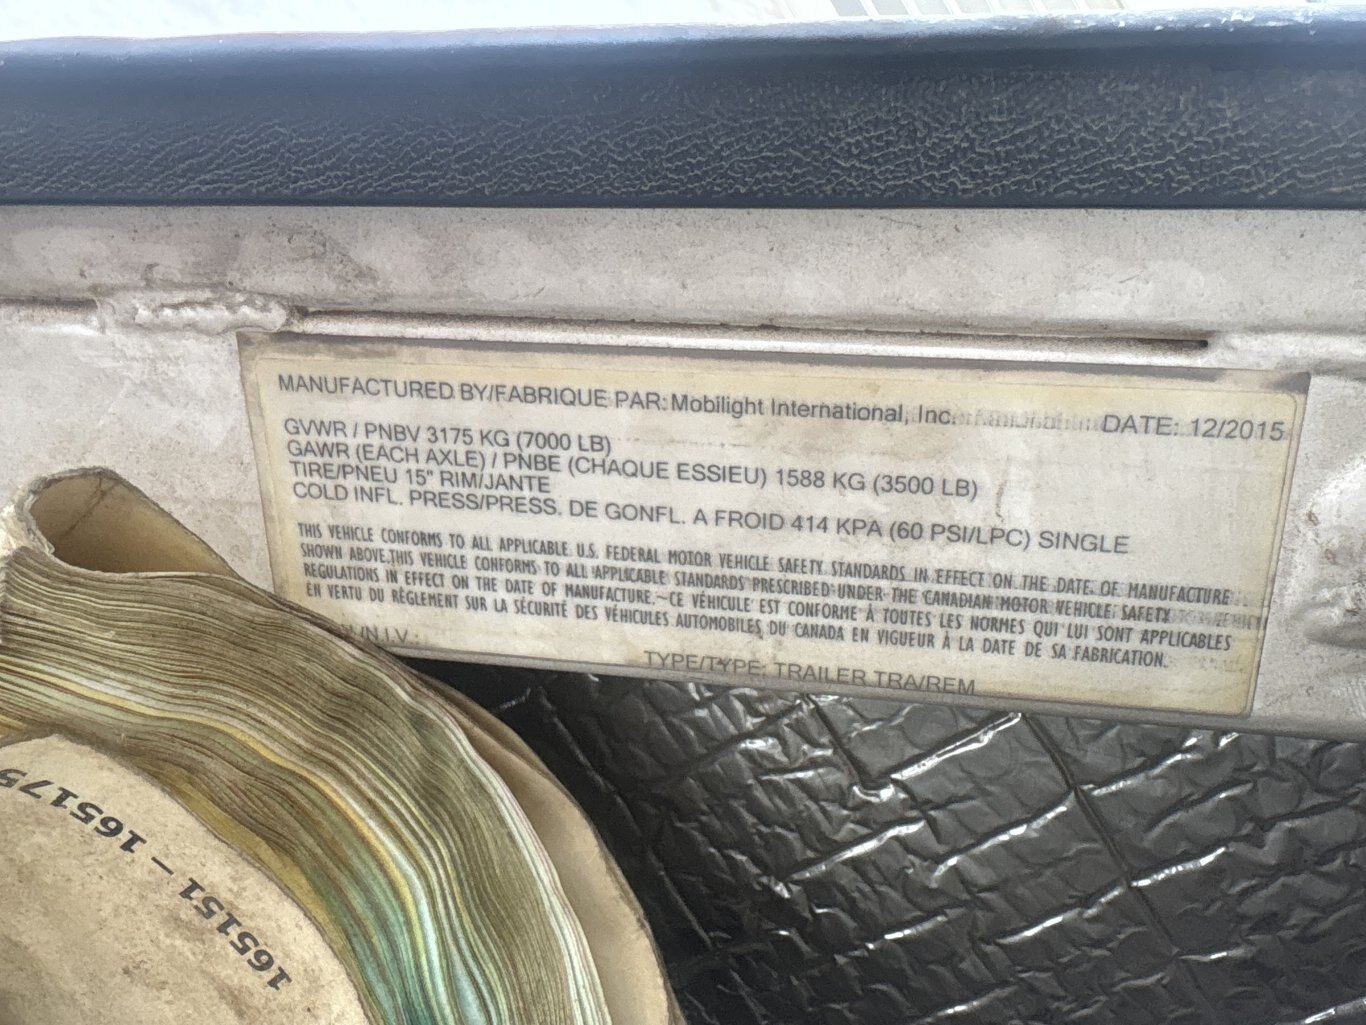 MANUFACTURED BY/FABRIQUE PAR: Mobilight International, Inc. DATE: 12/2015
GVWR / PNBV 3175 KG (7000 LB)
GAWR (EACH AXLE) / PNBE (CHAQUE ESSIEU) 1588 KG (3500 LB)
TIRE/PNEU 15" RIM/JANTE
COLD INFL. PRESS/PRESS. DE GONFL. A FROID 414 KPA (60 PSI/LPC) SINGLE
THIS VEHICLE CONFORMS TO ALL APPLICABLE U.S. FEDERAL MOTOR VEHICLE SAFETY STANDARDS IN EFFECT ON THE DATE OF MANUFACTURE
SHOWN ABOVE.THIS VEHICLE CONFORMS TO ALL APPLICABLE STANDARDS PRESCRIBED UNDER THE CANADIAN MOTOR VEHICLE SAFETY
REGULATIONS IN EFFECT ON THE DATE OF MANUFACTURE.~CE VÉHICULE EST CONFORME À TOUTES LES NORMES QUI LUI SONT APPLICABLES
EN VERTU DU RÈGLEMENT SUR LA SÉCURITÉ DES VÉHICULES AUTOMOBILES DU CANADA EN VIGUEUR À LA DATE DE SA FABRICATION.
/N.I.V.:
TYPE/TYPE: TRAILER TRA/REM
165151 - 165175